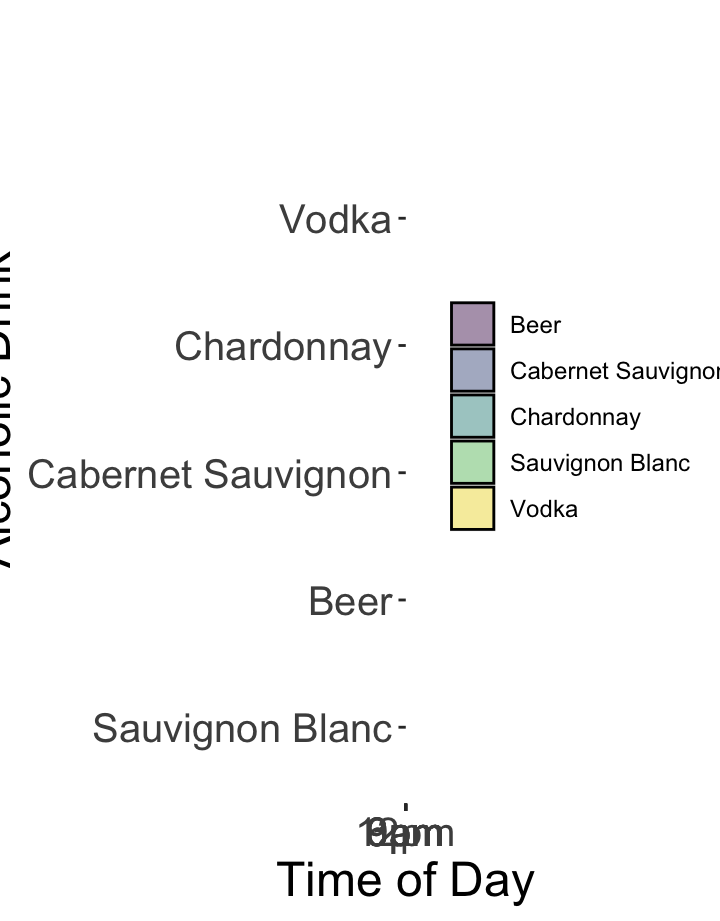 Alcoholic Drink
Vodka
Chardonnay
Cabernet Sauvignon
Beer
Sauvignon Blanc
Beer
Cabernet Sauvignon
Chardonnay
Sauvignon Blanc
Vodka
Time of Day